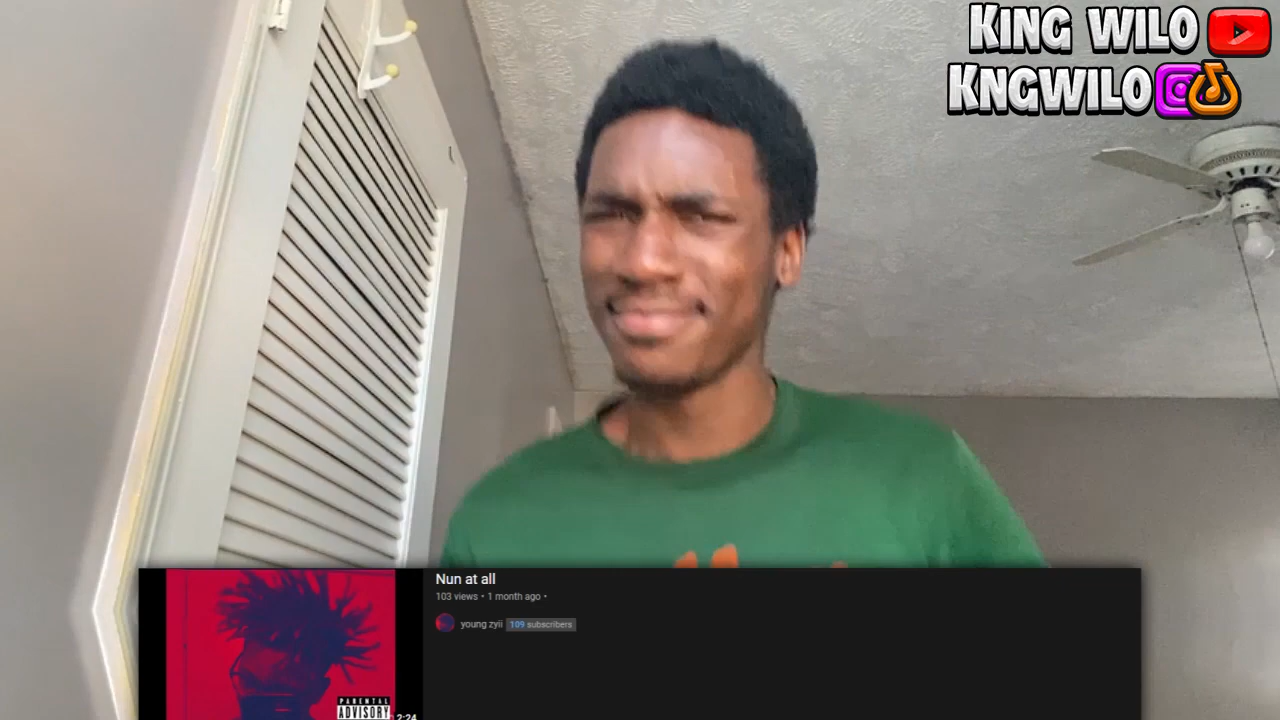 KING WILO
KNGWILO
Nun at all
103 views • 1 month ago •
young zyii 109 subscribers
PARENTAL
ADVISORY
2:24